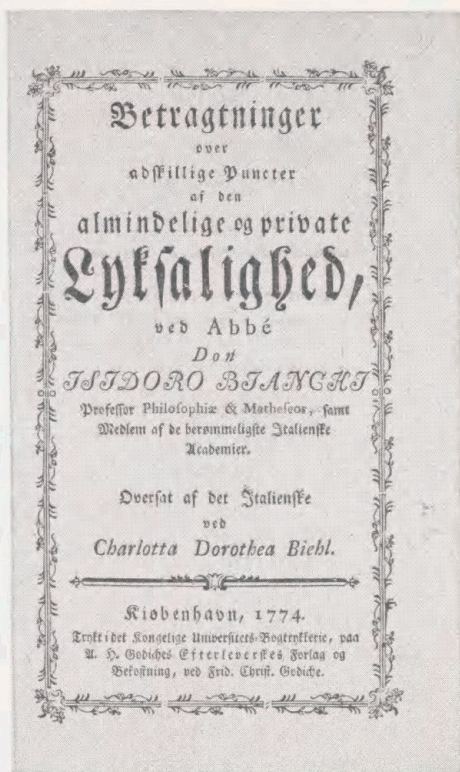 Betragtninger
over
adskillige Puncter
af den
almindelige og private
Lyksalighed,
ved Abbé
Don
ISIDORO BIANCHI
Professor Philosophiæ & Matheseos, samt
Medlem af de berømmeligste Italienske
Academier.
Oversat af det Italienske
ved
Charlotta Dorothea Biehl.
Kiøbenhavn, 1774.
Trykt i det Kongelige Universitets-Bogtrykkerie, paa
A. H. Godiches Efterleverskes Forlag og
Bekostning, ved Frid. Christ. Godiche.